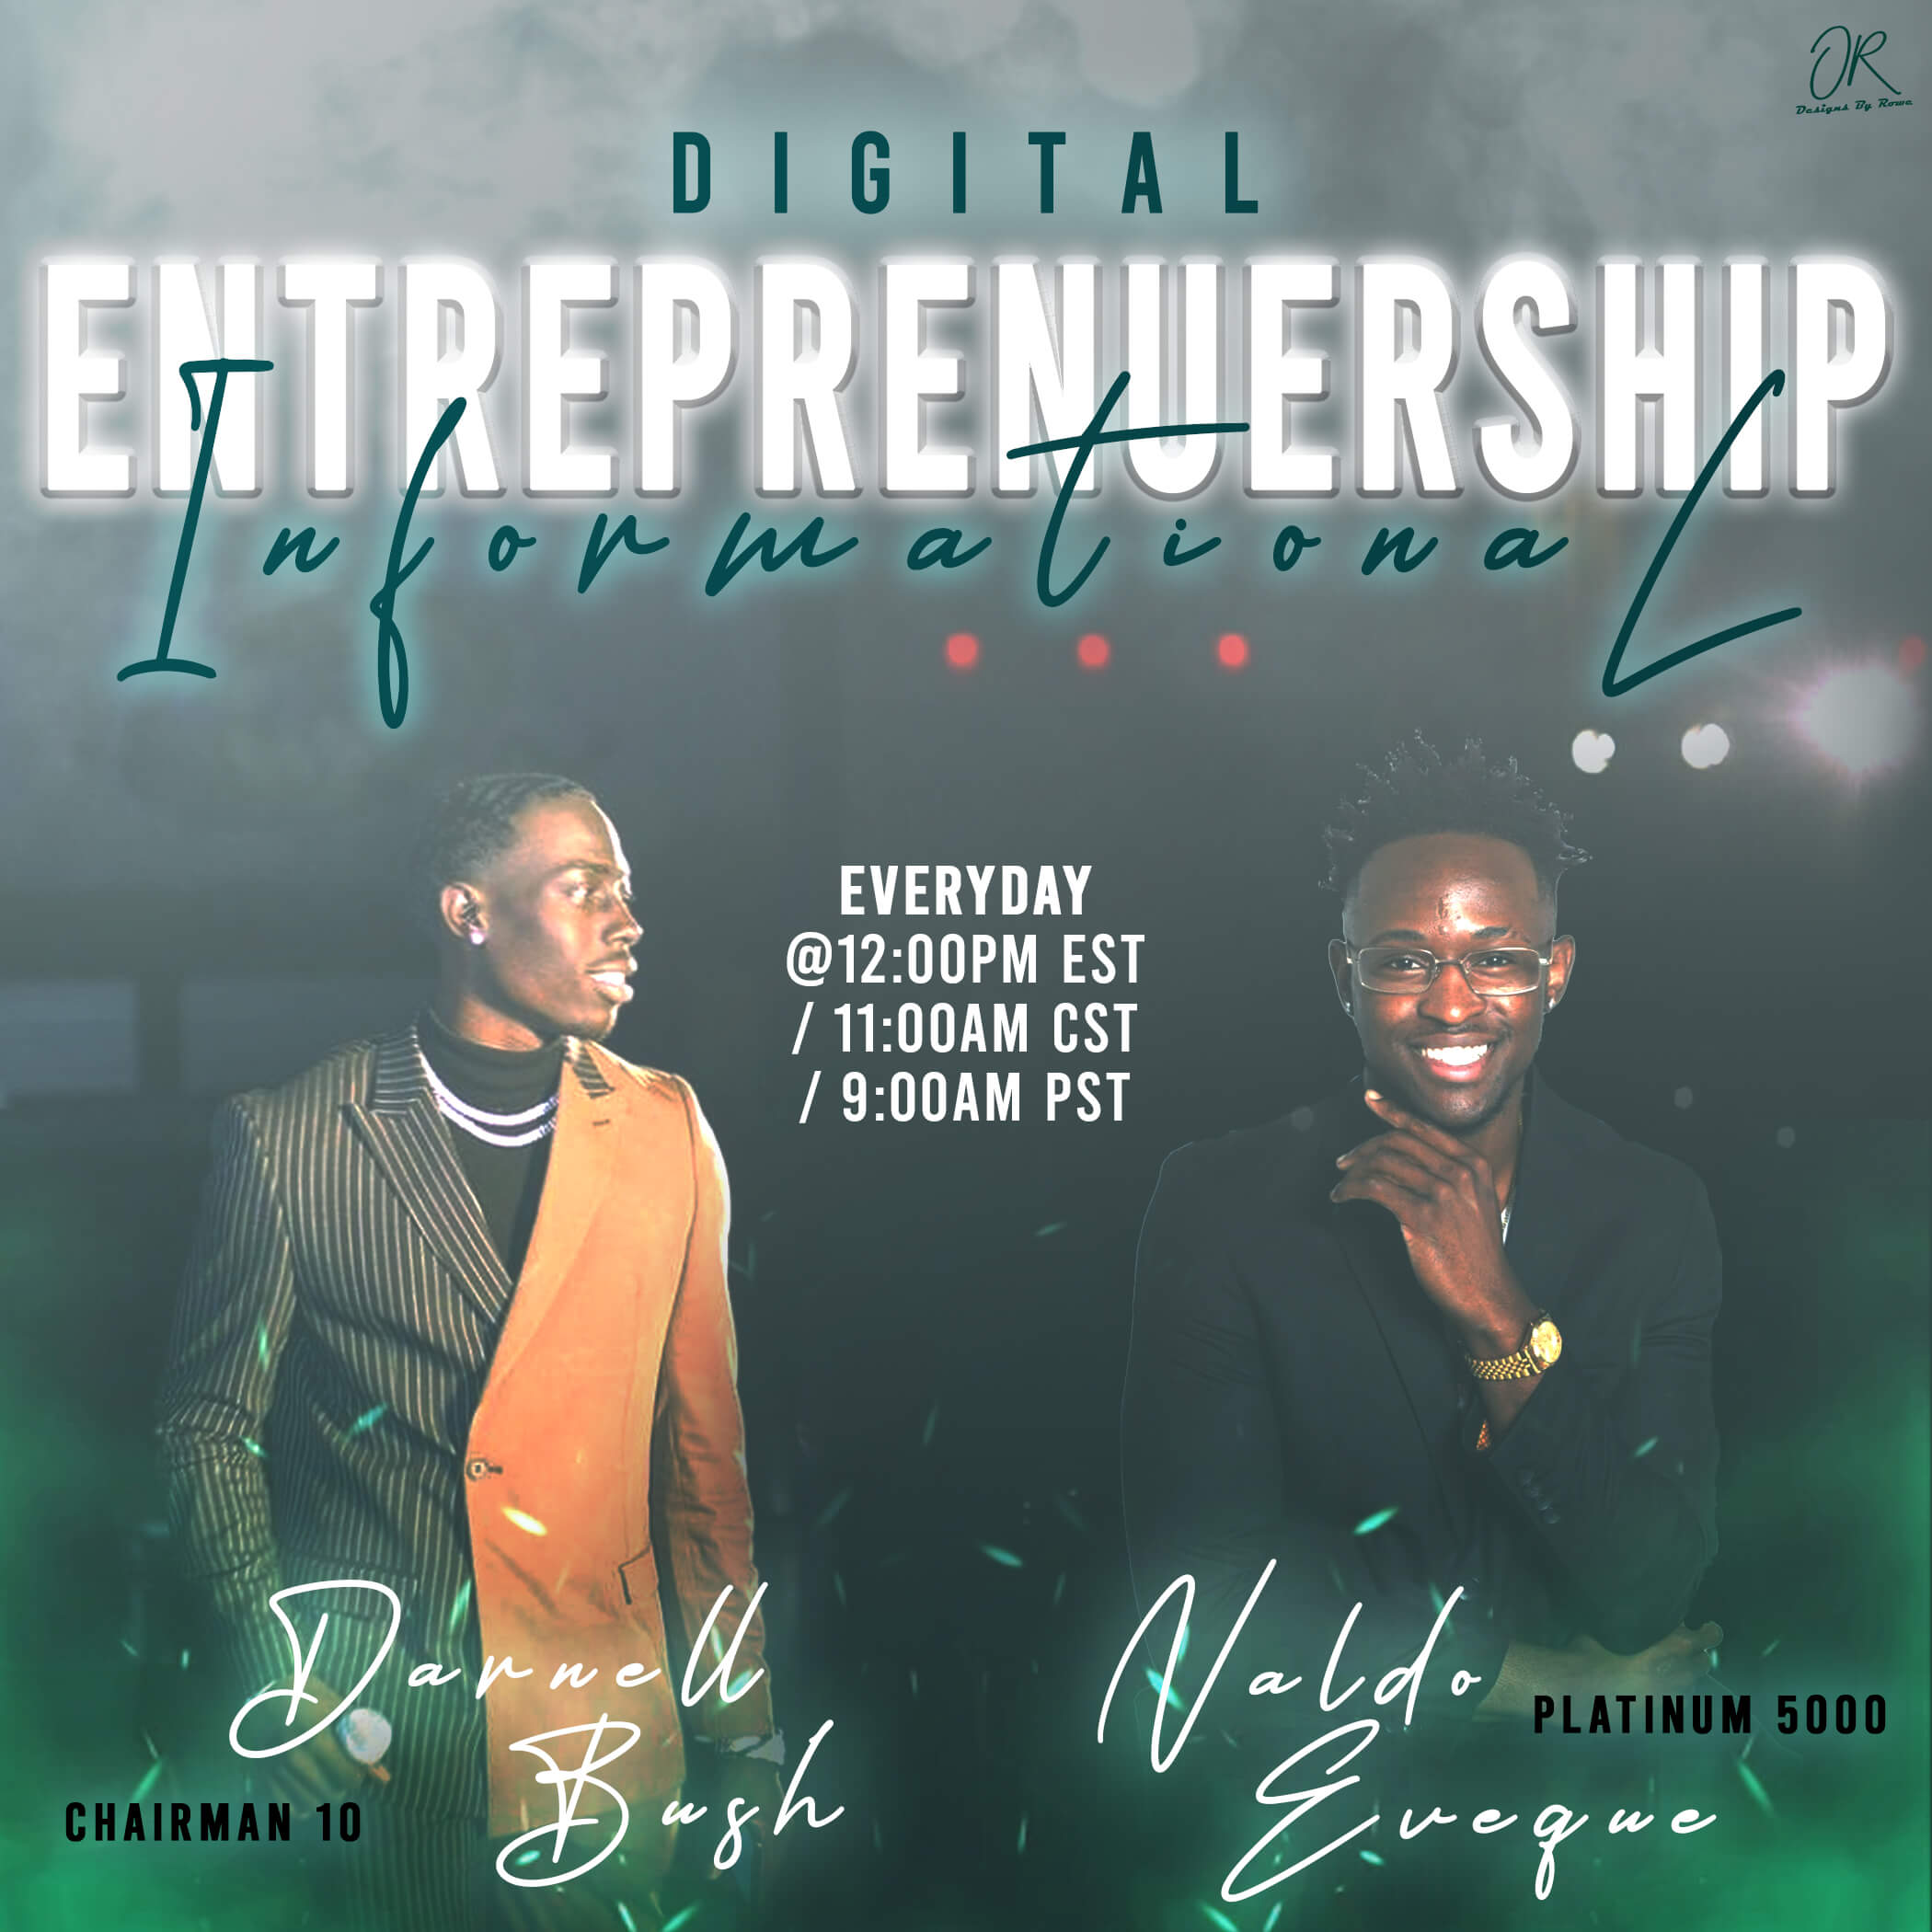 JR
Designs By Rowe
DIGITAL
ENTREPRENUERSHIP
InformationaL
EVERYDAY
@12:00PM EST
/ 11:00AM CST
/ 9:00AM PST
Darnell
Bush
CHAIRMAN 10
Naldo
PLATINUM 5000
Eveque